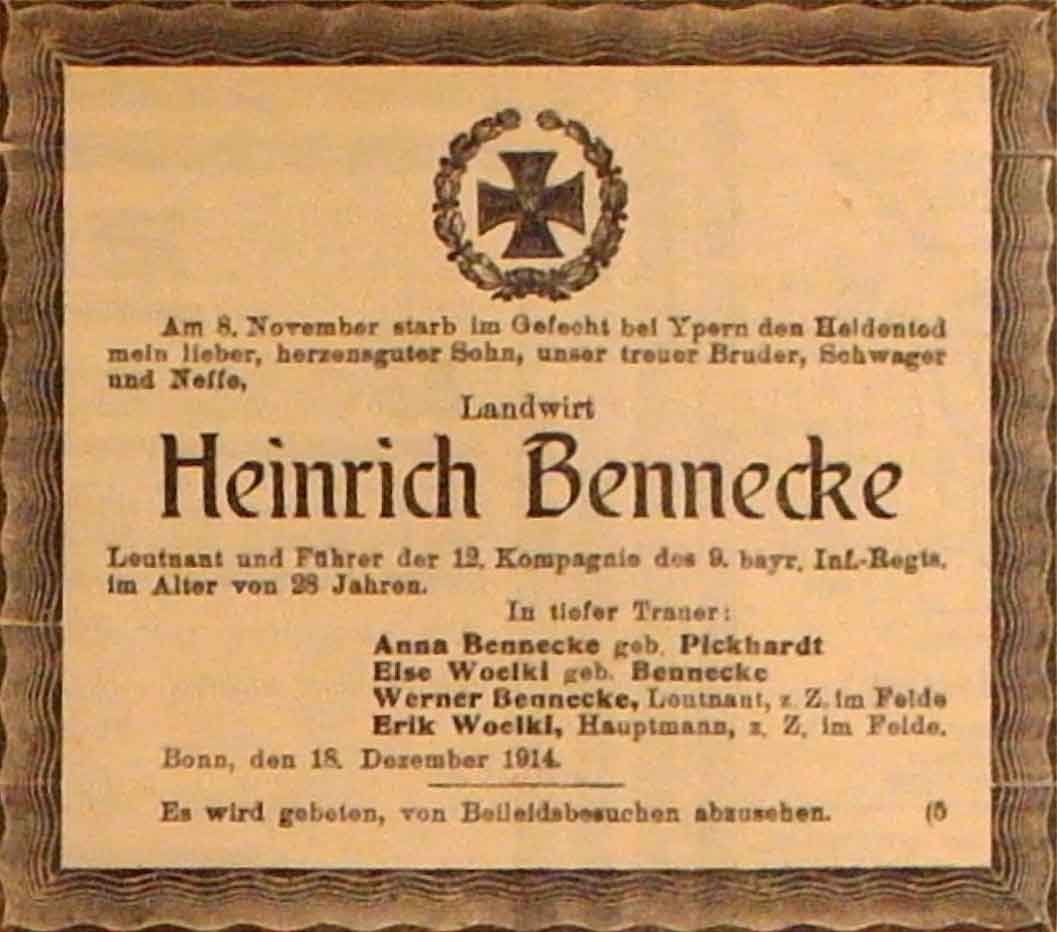 Am 8. November starb im Gefecht bei Ypern den Heldentod
mein lieber, herzensguter Sohn, unser treuer Bruder, Schwager
und Neffe,
Landwirt
Heinrich Bennecke
Leutnant und Führer der 12. Kompagnie des 9. bayr. Inf.-Regts.
im Alter von 28 Jahren.
In tiefer Trauer:
Anna Bennecke geb. Pickhardt
Else Woelki geb. Bennecke
Werner Bennecke, Leutnant, z. Z. im Felde
Erik Woelki, Hauptmann, z. Z. im Felde.
Bonn, den 18. Dezember 1914.
Es wird gebeten, von Beileidsbesuchen abzusehen. (5